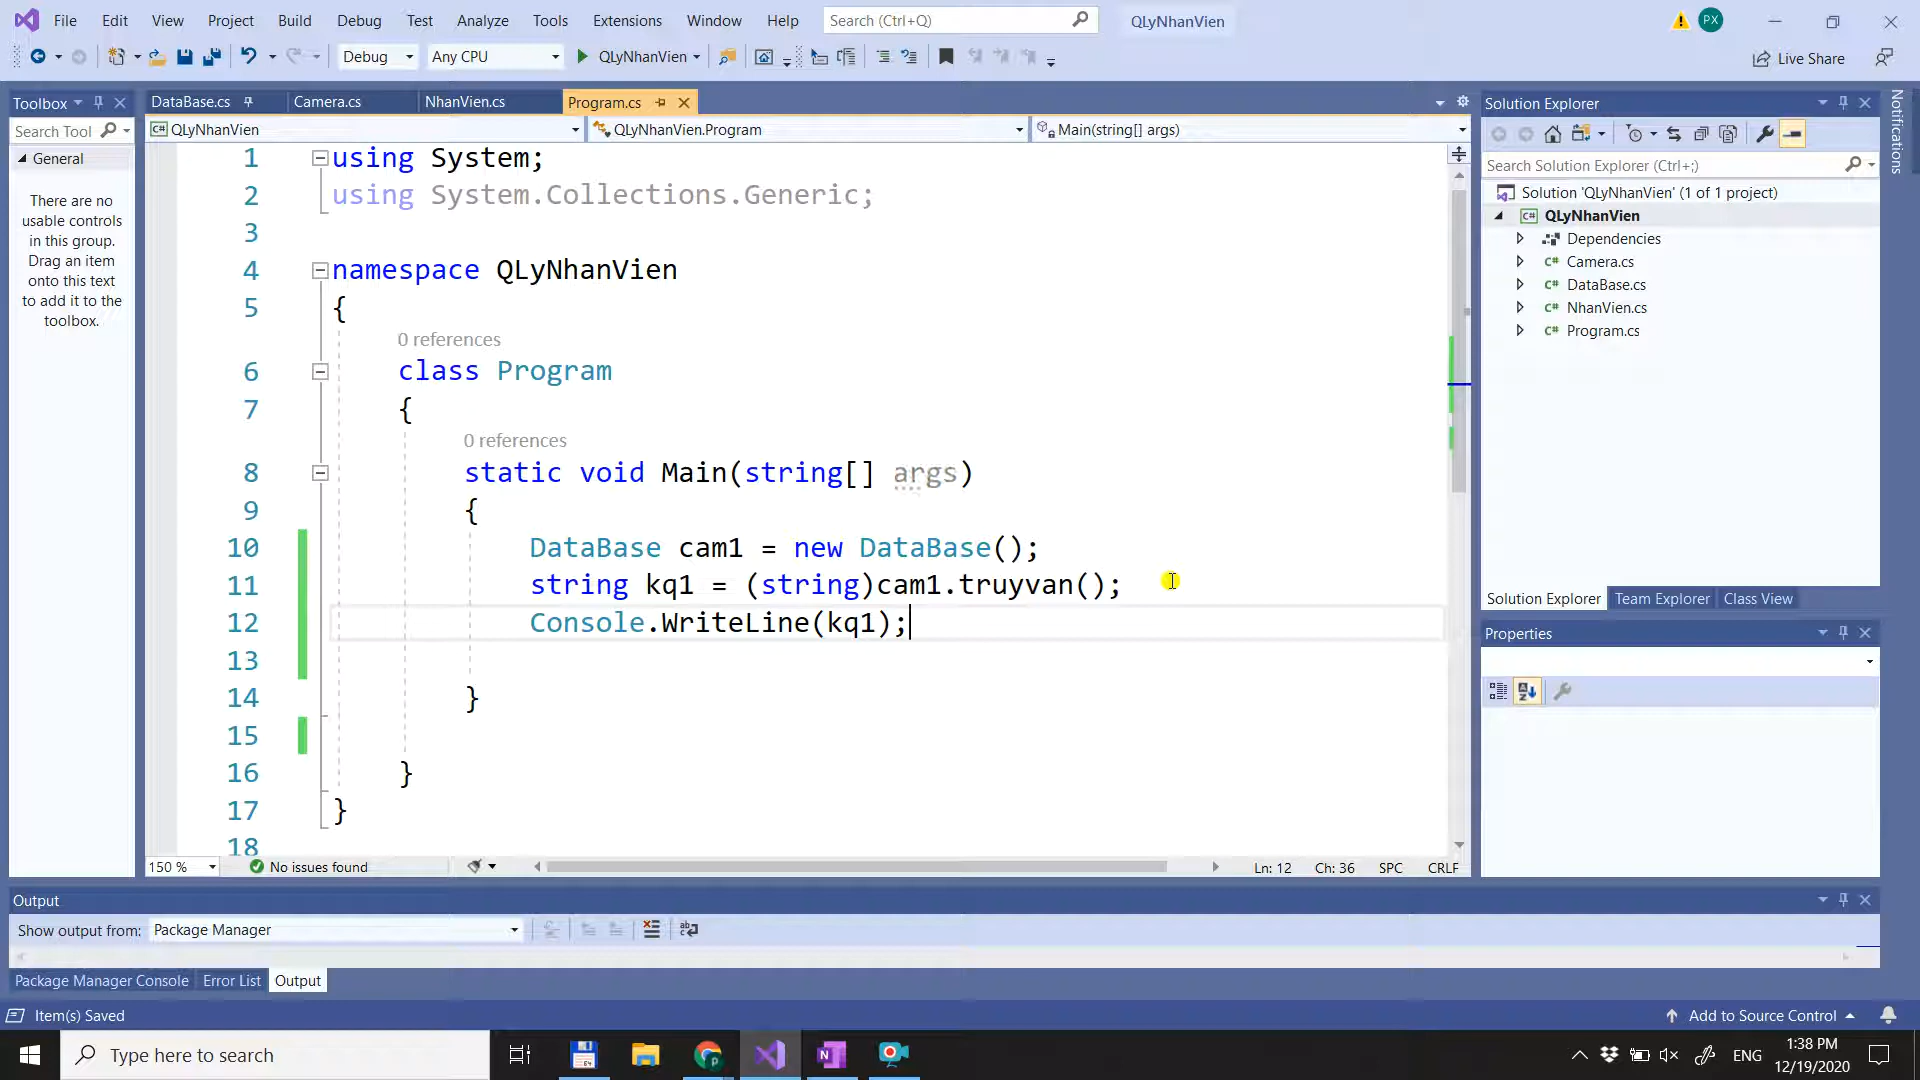 File Edit View Project Build Debug Test Analyze Tools Extensions Window Help Search (Ctrl+Q) QLyNhanVien PX
Debug Any CPU QLyNhanVien Live Share
Toolbox
Search Tool
General
There are no
usable controls
in this group.
Drag an item
onto this text
to add it to the
toolbox.
DataBase.cs Camera.cs NhanVien.cs Program.cs
QLyNhanVien QLyNhanVien.Program Main(string[] args)
1 using System;
2 using System.Collections.Generic;
3
4 namespace QLyNhanVien
5 {
0 references
6 class Program
7 {
0 references
8 static void Main(string[] args)
9 {
10 DataBase cam1 = new DataBase();
11 string kq1 = (string)cam1.truyvan();
12 Console.WriteLine(kq1);
13
14 }
15
16 }
17 }
18
150 % No issues found Ln: 12 Ch: 36 SPC CRLF
Solution Explorer
Search Solution Explorer (Ctrl+;)
Solution 'QLyNhanVien' (1 of 1 project)
QLyNhanVien
Dependencies
C# Camera.cs
C# DataBase.cs
C# NhanVien.cs
C# Program.cs
Solution Explorer Team Explorer Class View
Properties
Notifications
Output
Show output from: Package Manager
Package Manager Console Error List Output
Item(s) Saved Add to Source Control
Type here to search
ENG
1:38 PM
12/19/2020